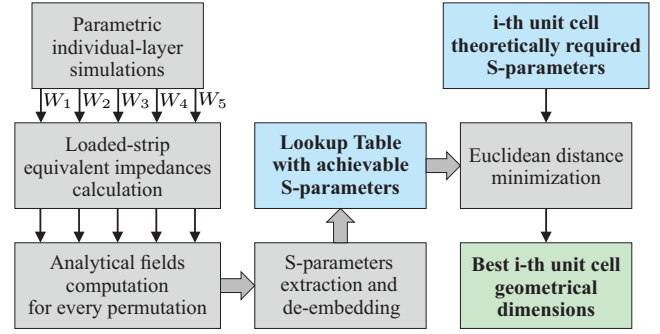 Parametric
individual-layer
simulations
W1 W2 W3 W4 W5
Loaded-strip
equivalent impedances
calculation
Analytical fields
computation
for every permutation
S-parameters
extraction and
de-embedding
Lookup Table
with achievable
S-parameters
i-th unit cell
theoretically required
S-parameters
Euclidean distance
minimization
Best i-th unit cell
geometrical
dimensions